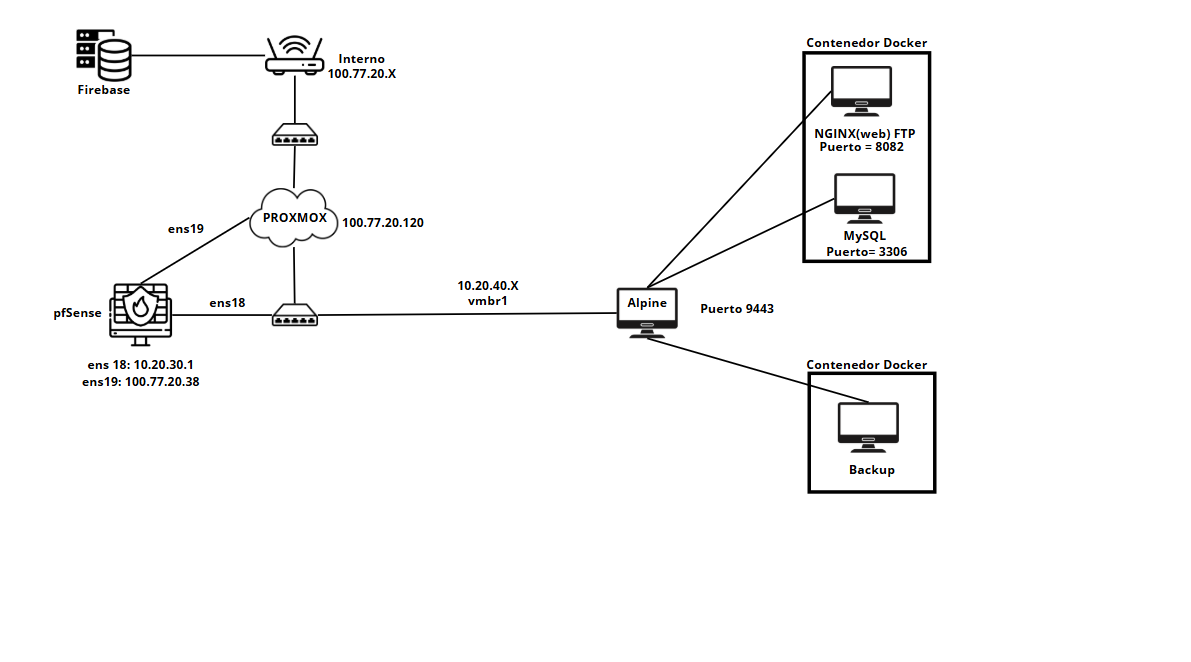 Firebase
Interno
100.77.20.X
PROXMOX
100.77.20.120
ens19
pfSense
ens18
ens 18: 10.20.30.1
ens19: 100.77.20.38
10.20.40.X
vmbr1
Alpine
Puerto 9443
Contenedor Docker
NGINX(web) FTP
Puerto = 8082
MySQL
Puerto= 3306
Contenedor Docker
Backup